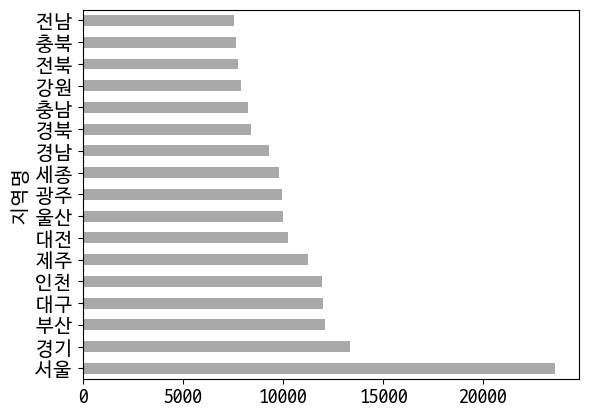 전남
충북
전북
강원
충남
경북
경남
세종
광주
울산
대전
제주
인천
대구
부산
경기
서울
지역명
0 5000 10000 15000 20000